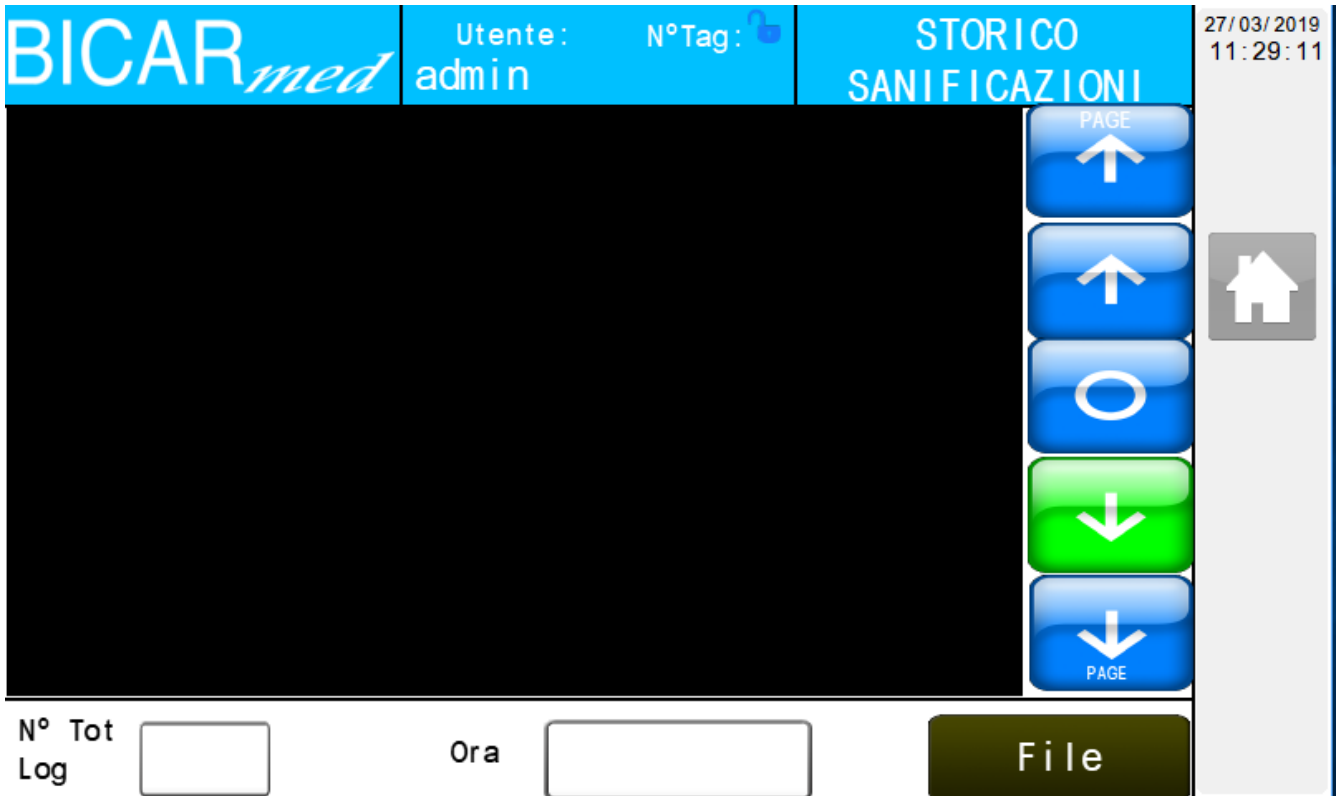 BICARmed
Utente: N°Tag:
admin
STORICO
SANIFICAZIONI
27/03/2019
11:29:11
PAGE
PAGE
N° Tot
Log
Ora
File